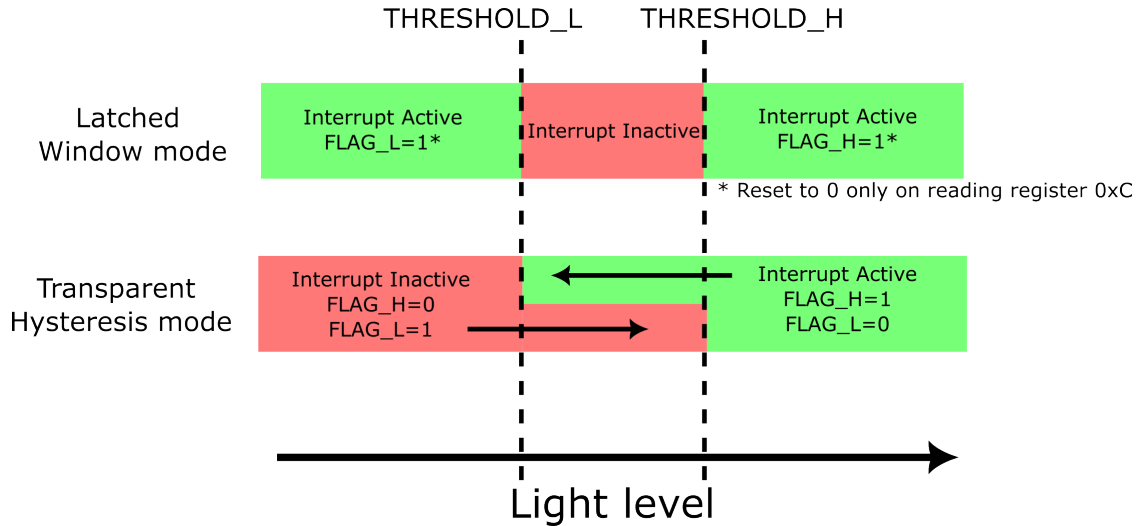 THRESHOLD_L
THRESHOLD_H
Latched
Window mode
Interrupt Active
FLAG_L=1*
Interrupt Inactive
Interrupt Active
FLAG_H=1*
* Reset to 0 only on reading register 0xC
Transparent
Hysteresis mode
Interrupt Inactive
FLAG_H=0
FLAG_L=1
Interrupt Active
FLAG_H=1
FLAG_L=0
Light level